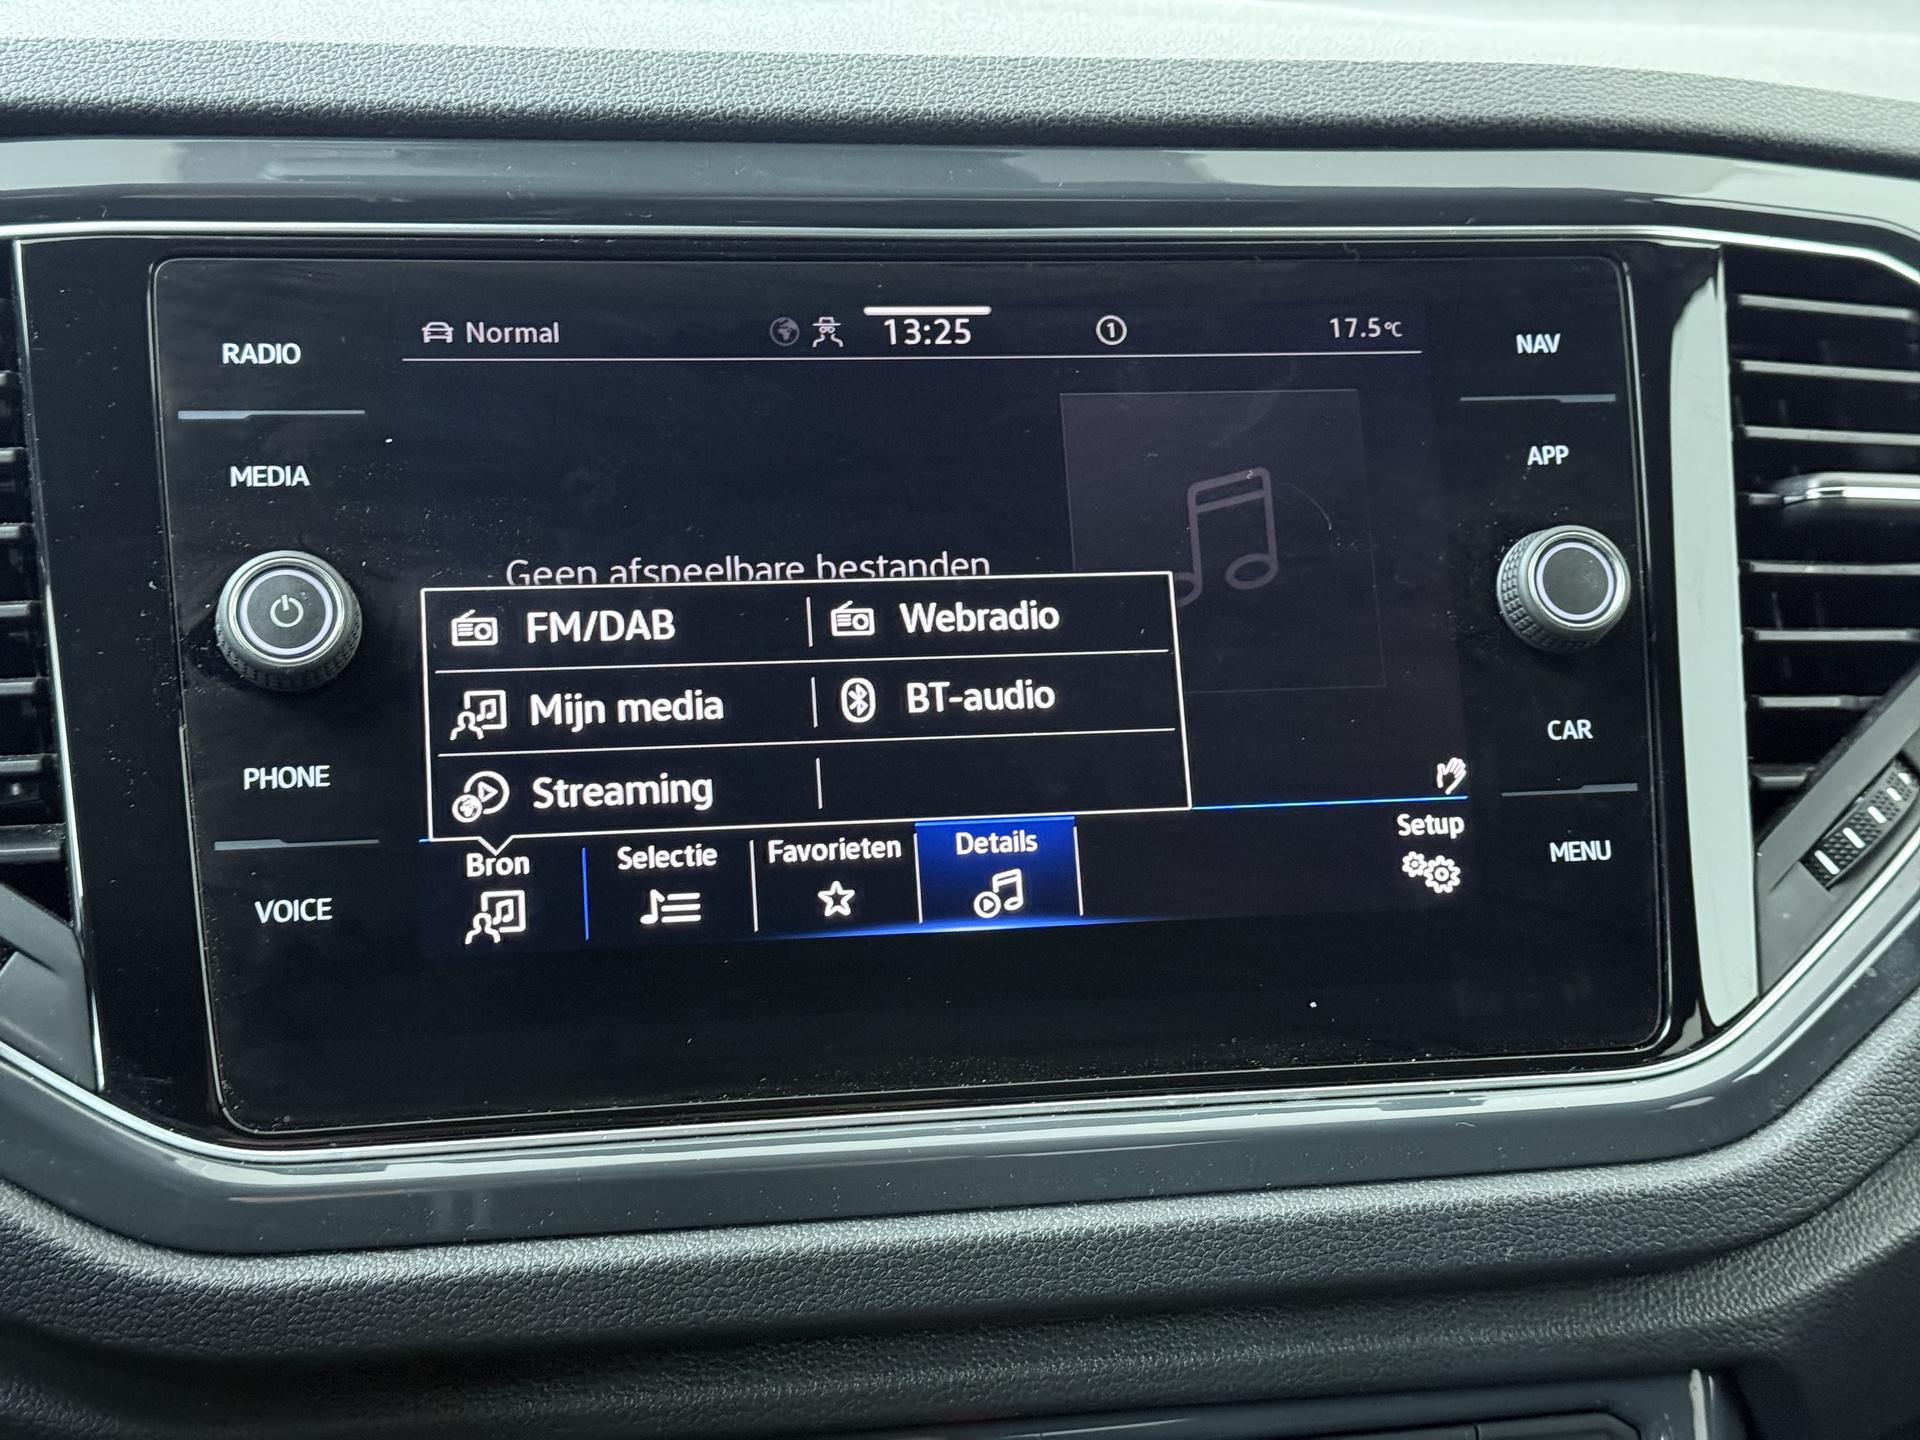 Normal
13:25
1
17.5°C
RADIO
MEDIA
PHONE
VOICE
NAV
APP
CAR
MENU
Geen afspeelbare bestanden
FM/DAB
Webradio
Mijn media
BT-audio
Streaming
Bron
Selectie
Favorieten
Details
Setup